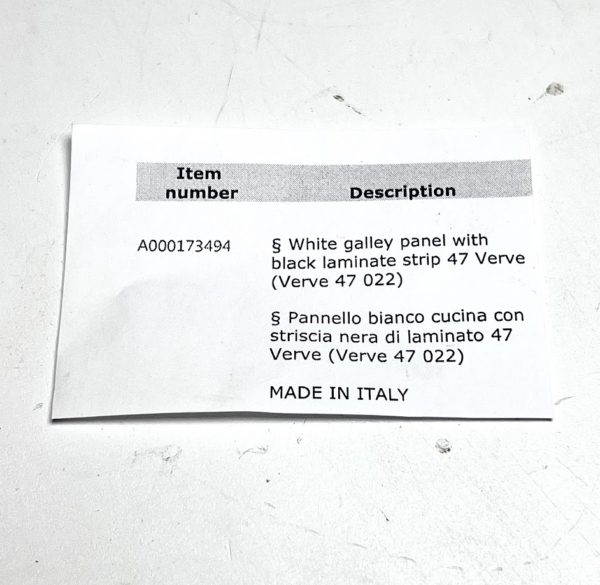 Item
number
Description
A000173494
§ White galley panel with
black laminate strip 47 Verve
(Verve 47 022)
§ Pannello bianco cucina con
striscia nera di laminato 47
Verve (Verve 47 022)
MADE IN ITALY